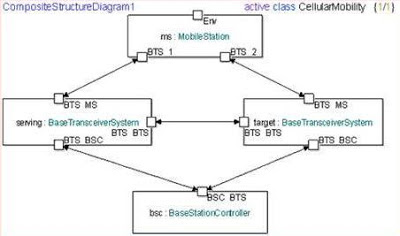 CompositeStructureDiagram1
active class CellularMobility {1/1}
Env
ms : MobileStation
BTS_1
BTS_2
BTS_MS
BTS_MS
serving : BaseTransceiverSystem
target : BaseTransceiverSystem
BTS_BTS
BTS_BTS
BTS_BSC
BTS_BSC
BSC_BTS
bsc : BaseStationController